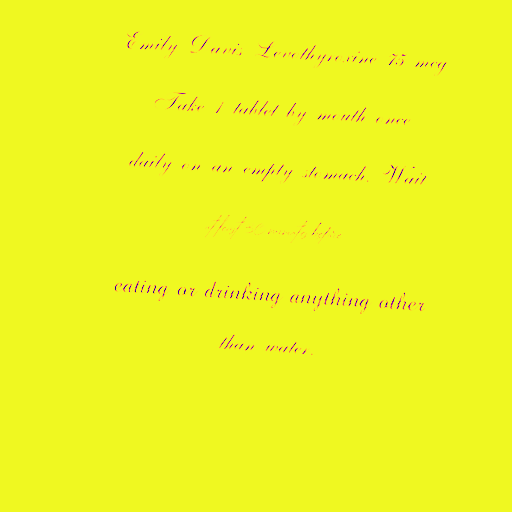 Emily Davis Levothyroxine 75 mcg
Take 1 tablet by mouth once
daily on an empty stomach. Wait
eating or drinking anything other
than water.